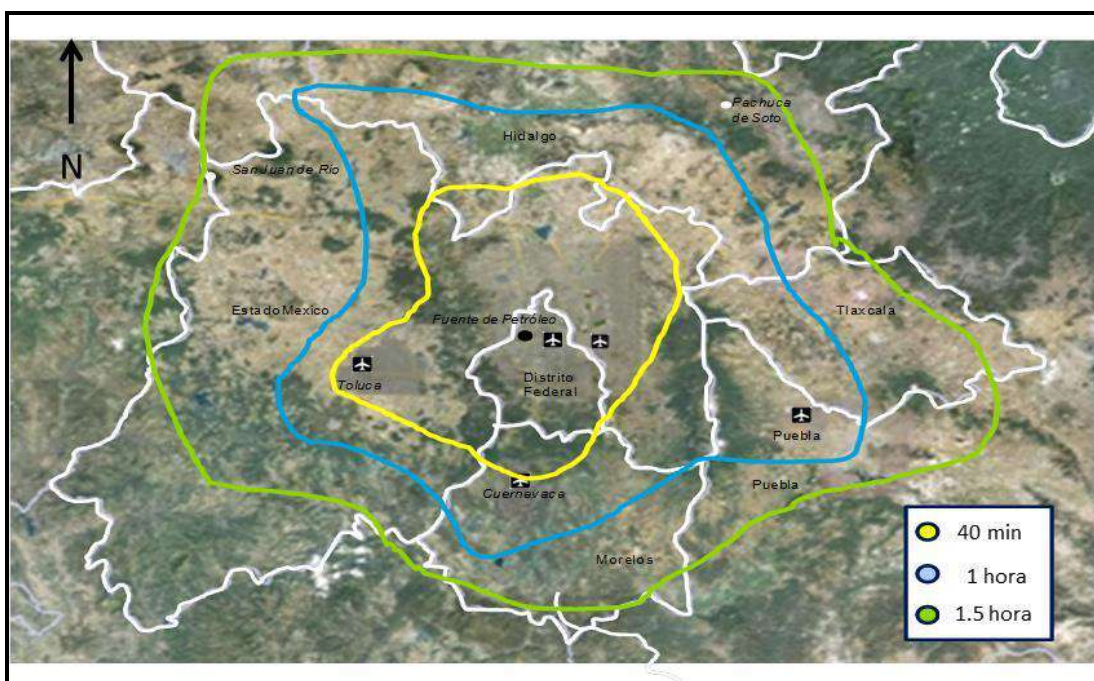 N
Pachuca
de Soto
Hidalgo
San Juan de Río
Estado Mexico
Fuente de Petróleo
Tlaxcala
Toluca
Distrito
Federal
Puebla
Cuernavaca
Puebla
Morelos
40 min
1 hora
1.5 hora